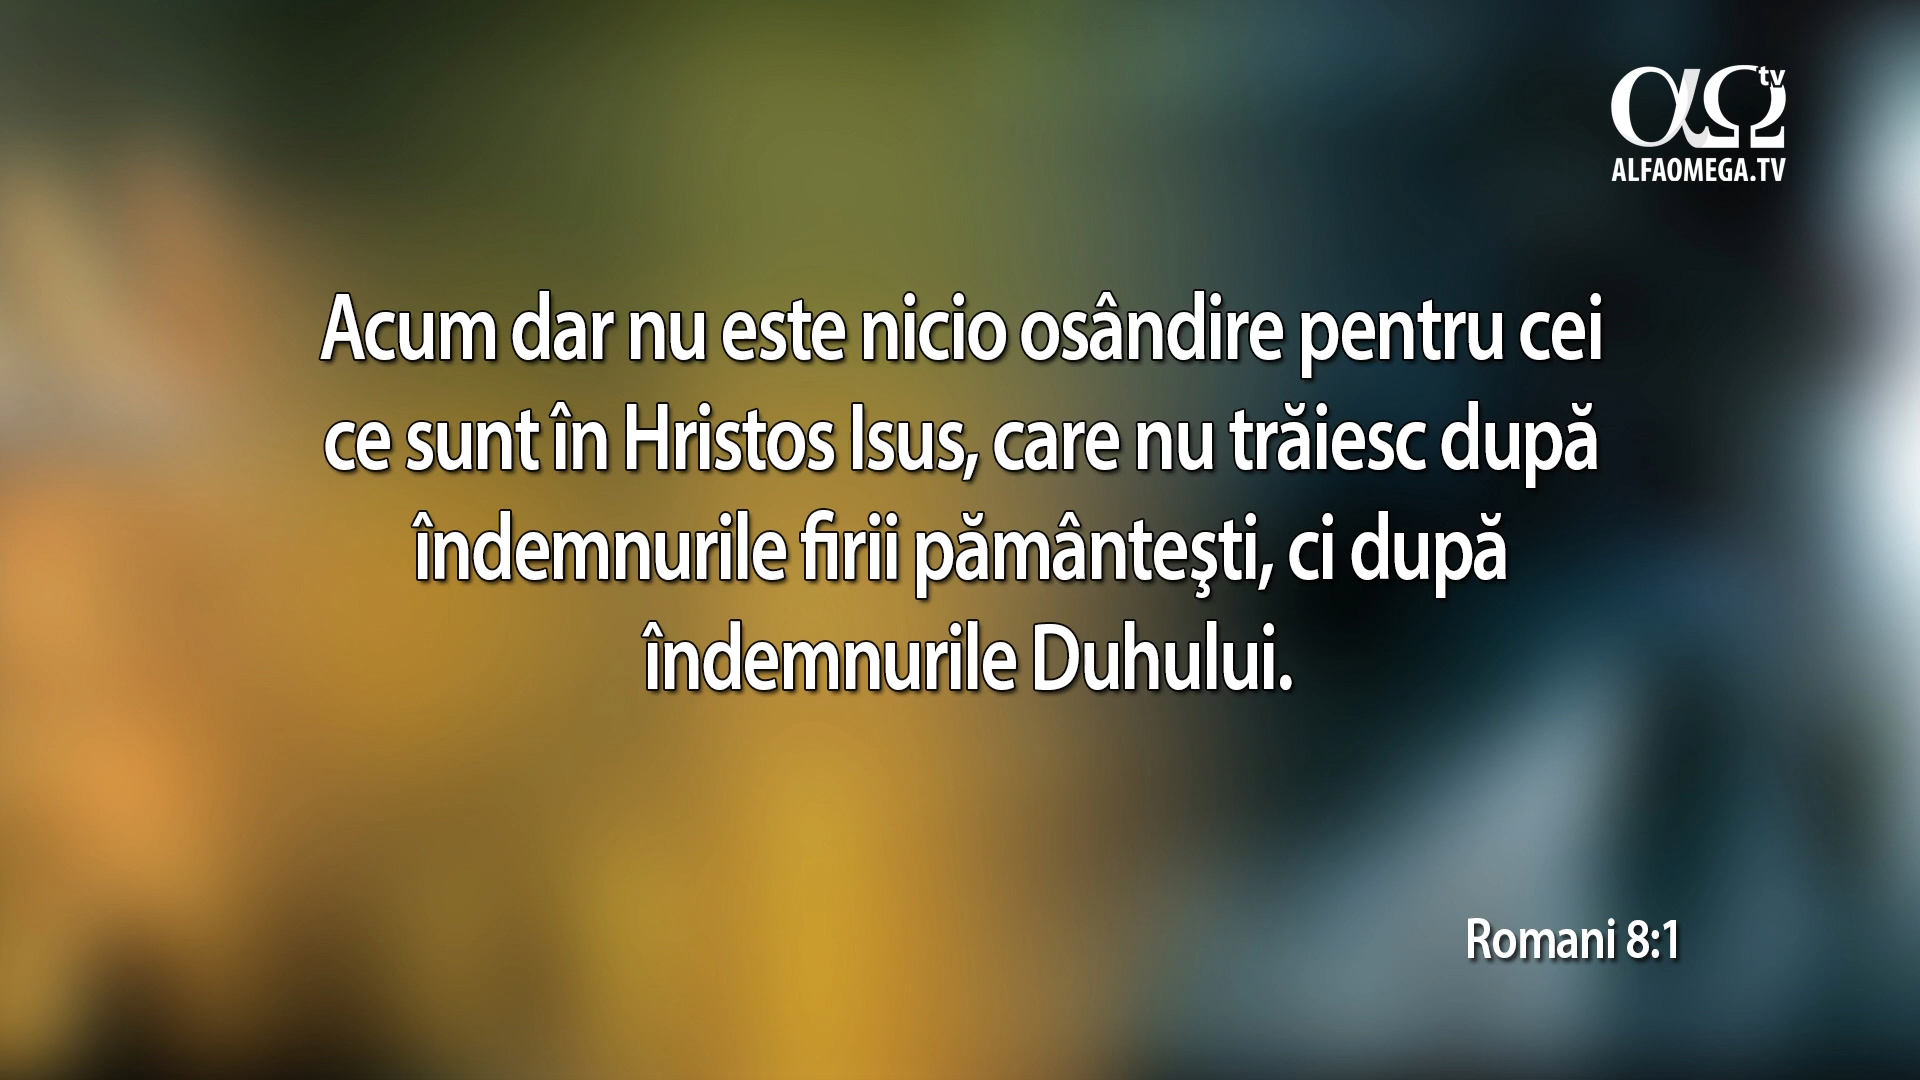 tv
αΩ
ALFAOMEGA.TV
Acum dar nu este nicio osândire pentru cei
ce sunt în Hristos Isus, care nu trăiesc după
îndemnurile firii pământeşti, ci după
îndemnurile Duhului.
Romani 8:1